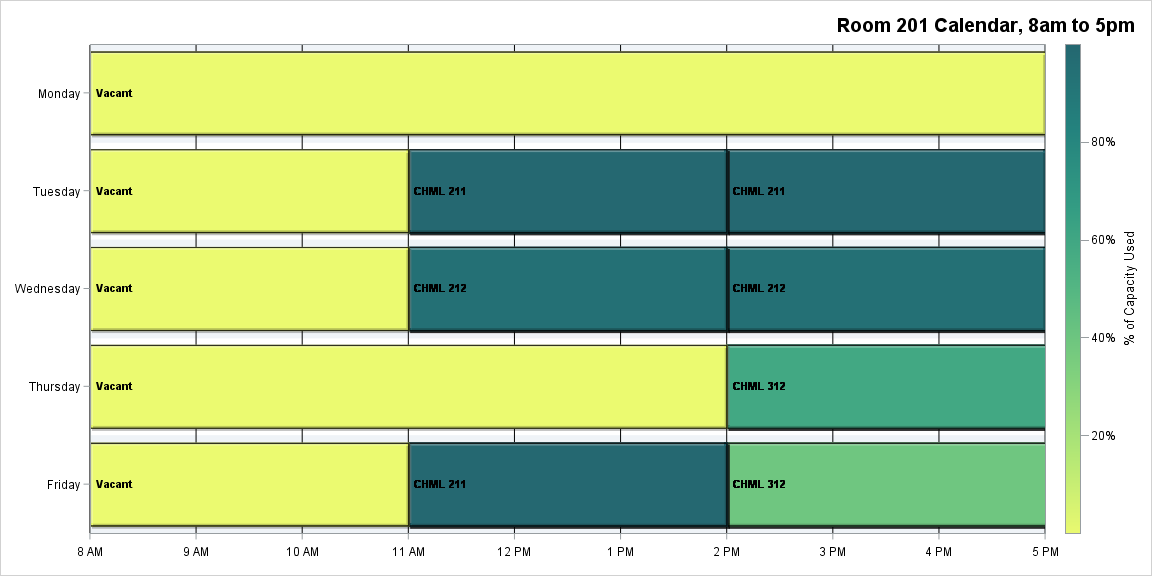 Room 201 Calendar, 8am to 5pm
Monday
Vacant
Tuesday
Vacant
CHML 211
CHML 211
Wednesday
Vacant
CHML 212
CHML 212
Thursday
Vacant
CHML 312
Friday
Vacant
CHML 211
CHML 312
8 AM
9 AM
10 AM
11 AM
12 PM
1 PM
2 PM
3 PM
4 PM
5 PM
80%
60%
40%
20%
% of Capacity Used